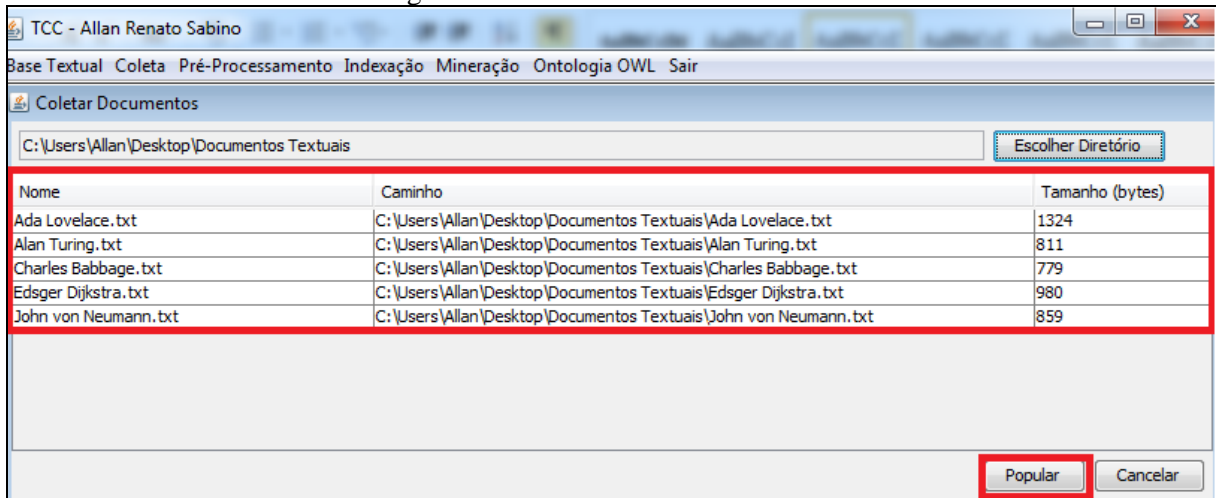 TCC - Allan Renato Sabino
Base Textual Coleta Pré-Processamento Indexação Mineração Ontologia OWL Sair
Coletar Documentos
C:\Users\Allan\Desktop\Documentos Textuais Escolher Diretório
Nome Caminho Tamanho (bytes)
Ada Lovelace.txt C:\Users\Allan\Desktop\Documentos Textuais\Ada Lovelace.txt 1324
Alan Turing.txt C:\Users\Allan\Desktop\Documentos Textuais\Alan Turing.txt 811
Charles Babbage.txt C:\Users\Allan\Desktop\Documentos Textuais\Charles Babbage.txt 779
Edsger Dijkstra.txt C:\Users\Allan\Desktop\Documentos Textuais\Edsger Dijkstra.txt 980
John von Neumann.txt C:\Users\Allan\Desktop\Documentos Textuais\John von Neumann.txt 859
Popular Cancelar